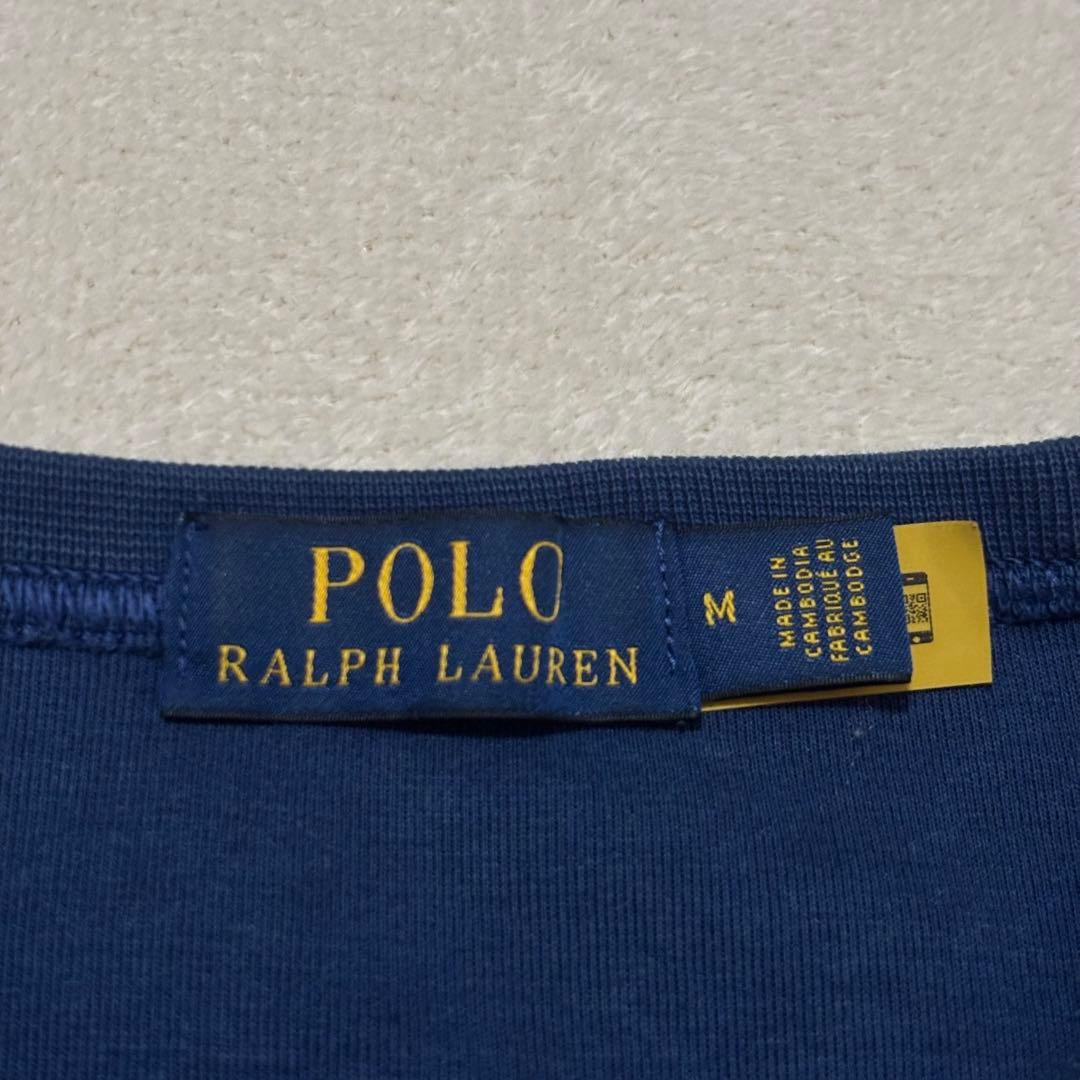 POLO
RALPH LAUREN
M
MADE IN
CAMBODIA
FABRIQUÉ AU
CAMBODGE